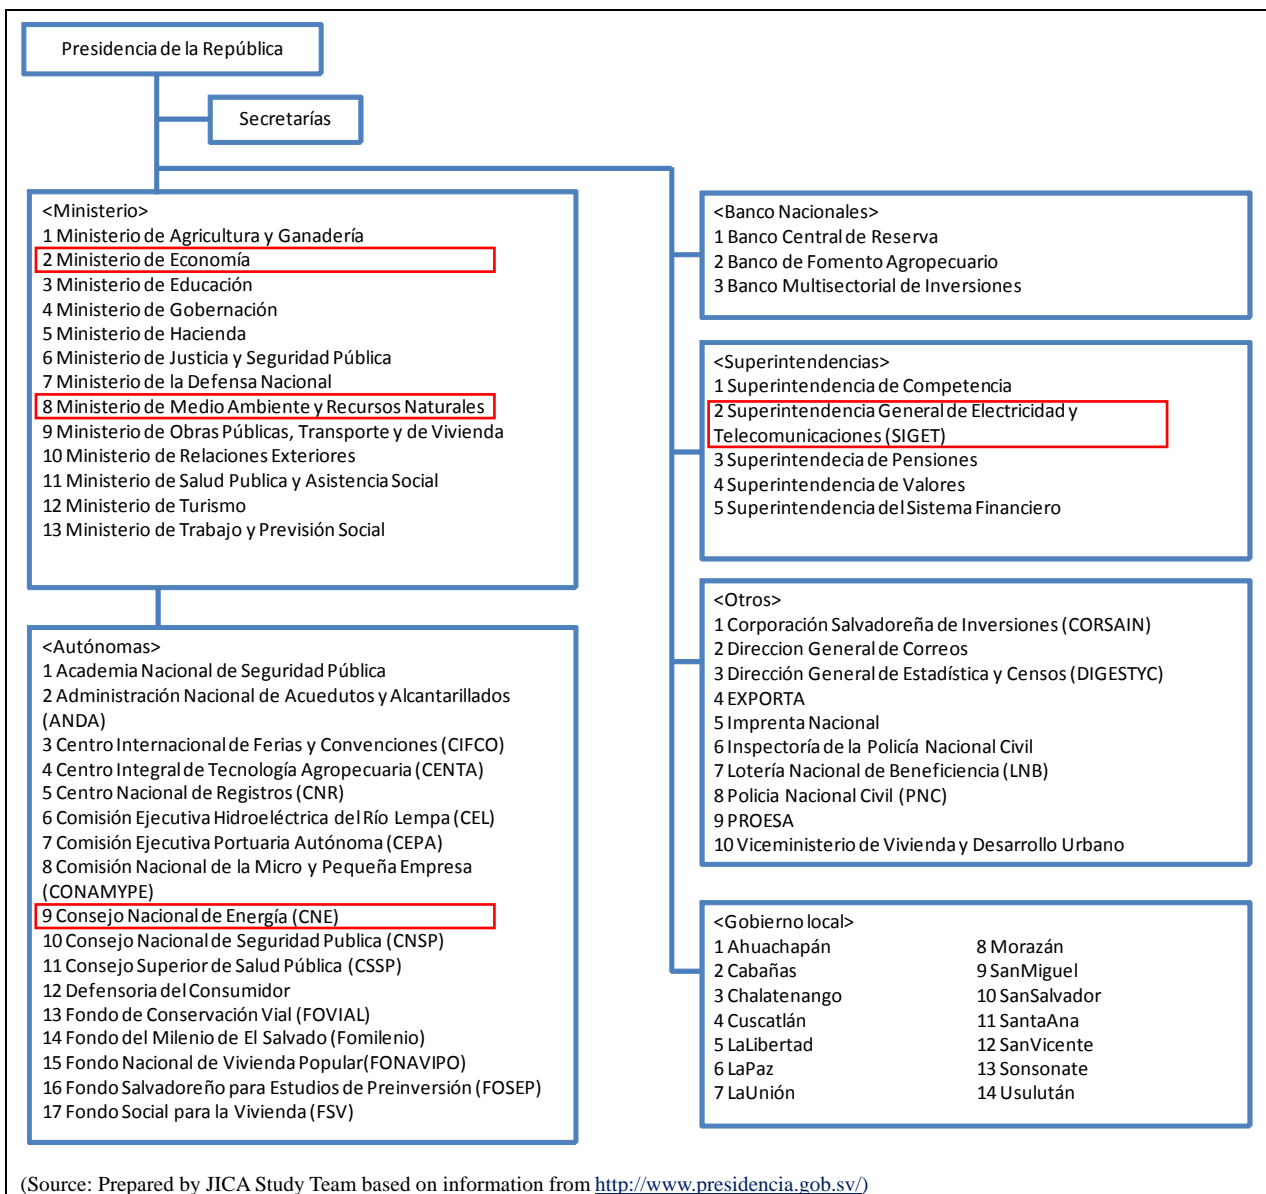 Presidencia de la República
Secretarías
<Ministerio>
1 Ministerio de Agricultura y Ganadería
2 Ministerio de Economía
3 Ministerio de Educación
4 Ministerio de Gobernación
5 Ministerio de Hacienda
6 Ministerio de Justicia y Seguridad Pública
7 Ministerio de la Defensa Nacional
8 Ministerio de Medio Ambiente y Recursos Naturales
9 Ministerio de Obras Públicas, Transporte y de Vivienda
10 Ministerio de Relaciones Exteriores
11 Ministerio de Salud Publica y Asistencia Social
12 Ministerio de Turismo
13 Ministerio de Trabajo y Previsión Social
<Autónomas>
1 Academia Nacional de Seguridad Pública
2 Administración Nacional de Acuedutos y Alcantarillados
(ANDA)
3 Centro Internacional de Ferias y Convenciones (CIFCO)
4 Centro Integral de Tecnología Agropecuaria (CENTA)
5 Centro Nacional de Registros (CNR)
6 Comisión Ejecutiva Hidroeléctrica del Río Lempa (CEL)
7 Comisión Ejecutiva Portuaria Autónoma (CEPA)
8 Comisión Nacional de la Micro y Pequeña Empresa
(CONAMYPE)
9 Consejo Nacional de Energía (CNE)
10 Consejo Nacional de Seguridad Publica (CNSP)
11 Consejo Superior de Salud Pública (CSSP)
12 Defensoria del Consumidor
13 Fondo de Conservación Vial (FOVIAL)
14 Fondo del Milenio de El Salvado (Fomilenio)
15 Fondo Nacional de Vivienda Popular(FONAVIPO)
16 Fondo Salvadoreño para Estudios de Preinversión (FOSEP)
17 Fondo Social para la Vivienda (FSV)
<Banco Nacionales>
1 Banco Central de Reserva
2 Banco de Fomento Agropecuario
3 Banco Multisectorial de Inversiones
<Superintendencias>
1 Superintendencia de Competencia
2 Superintendencia General de Electricidad y
Telecomunicaciones (SIGET)
3 Superintendecia de Pensiones
4 Superintendencia de Valores
5 Superintendencia del Sistema Financiero
<Otros>
1 Corporación Salvadoreña de Inversiones (CORSAIN)
2 Direccion General de Correos
3 Dirección General de Estadística y Censos (DIGESTYC)
4 EXPORTA
5 Imprenta Nacional
6 Inspectoría de la Policía Nacional Civil
7 Lotería Nacional de Beneficiencia (LNB)
8 Policia Nacional Civil (PNC)
9 PROESA
10 Viceministerio de Vivienda y Desarrollo Urbano
<Gobierno local>
1 Ahuachapán
2 Cabañas
3 Chalatenango
4 Cuscatlán
5 LaLibertad
6 LaPaz
7 LaUnión
8 Morazán
9 SanMiguel
10 SanSalvador
11 SantaAna
12 SanVicente
13 Sonsonate
14 Usulután
(Source: Prepared by JICA Study Team based on information from http://www.presidencia.gob.sv/)